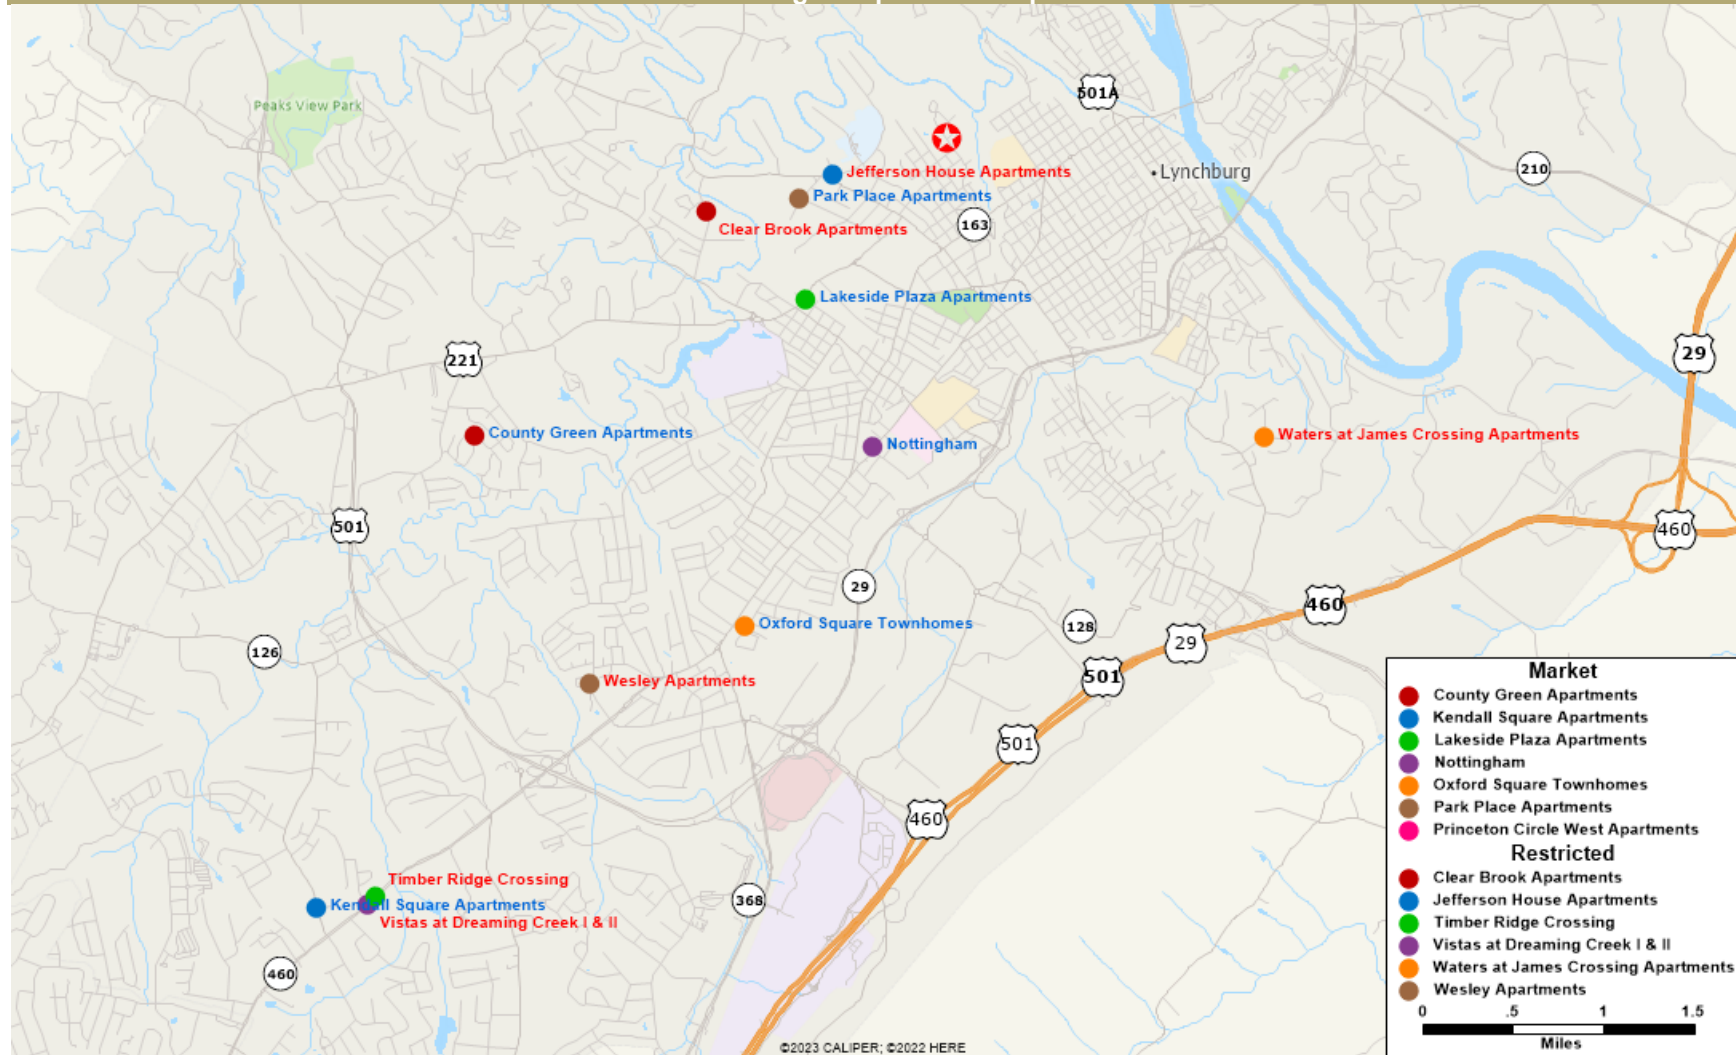 501A
Peaks View Park
Lynchburg
210
Jefferson House Apartments
Park Place Apartments
163
Clear Brook Apartments
Lakeside Plaza Apartments
29
221
County Green Apartments
Nottingham
Waters at James Crossing Apartments
501
460
29
460
Oxford Square Townhomes
128
29
126
501
Wesley Apartments
501
460
Timber Ridge Crossing
368
Kendall Square Apartments
Vistas at Dreaming Creek I & II
460
Market
County Green Apartments
Kendall Square Apartments
Lakeside Plaza Apartments
Nottingham
Oxford Square Townhomes
Park Place Apartments
Princeton Circle West Apartments
Restricted
Clear Brook Apartments
Jefferson House Apartments
Timber Ridge Crossing
Vistas at Dreaming Creek I & II
Waters at James Crossing Apartments
Wesley Apartments
0 .5 1 1.5
Miles
©2023 CALIPER; ©2022 HERE